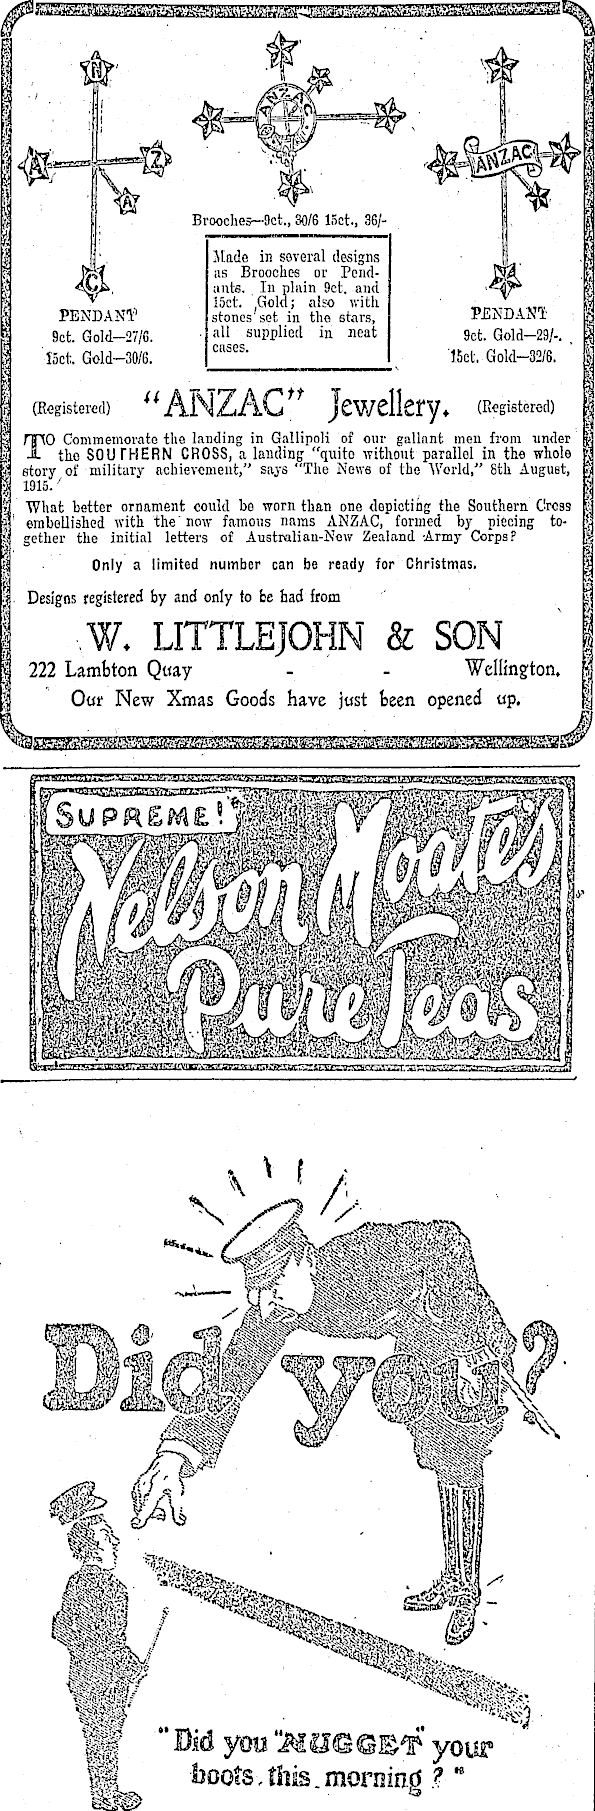 N
A Z
A
C
ANZAC
ANZAC
Brooches—9ct., 30/6 15ct., 36/-
Made in several designs
as Brooches or Pend-
ants. In plain 9ct. and
15ct. Gold; also with
stones set in the stars,
all supplied in neat
cases.
PENDANT
9ct. Gold—27/6.
15ct. Gold—30/6.
PENDANT
9ct. Gold—29/-.
15ct. Gold—32/6.
(Registered) "ANZAC" Jewellery. (Registered)
TO Commemorate the landing in Gallipoli of our gallant men from under
the SOUTHERN CROSS, a landing "quite without parallel in the whole
story of military achievement," says "The News of the World," 8th August,
1915.
What better ornament could be worn than one depicting the Southern Cross
embellished with the now famous nams ANZAC, formed by piecing to-
gether the initial letters of Australian-New Zealand Army Corps?
Only a limited number can be ready for Christmas.
Designs registered by and only to be had from
W. LITTLEJOHN & SON
222 Lambton Quay - - Wellington.
Our New Xmas Goods have just been opened up.
SUPREME!
Nelson Moate's
Pure Teas
Did you?
"Did you "NUGGET" your
boots this morning?"